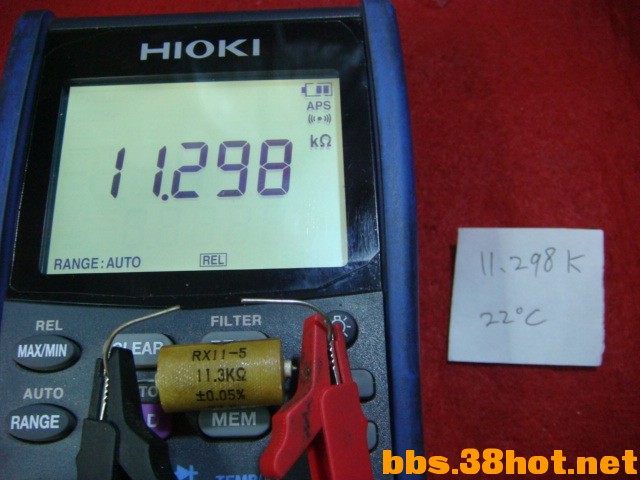 HIOKI
APS
kΩ
11.298
RANGE: AUTO
REL
11.298 K
22°C
REL
FILTER
MAX/MIN
CLEAR
RX11-5
11.3KΩ
±0.05%
AUTO
RANGE
MEM
bbs.38hot.net